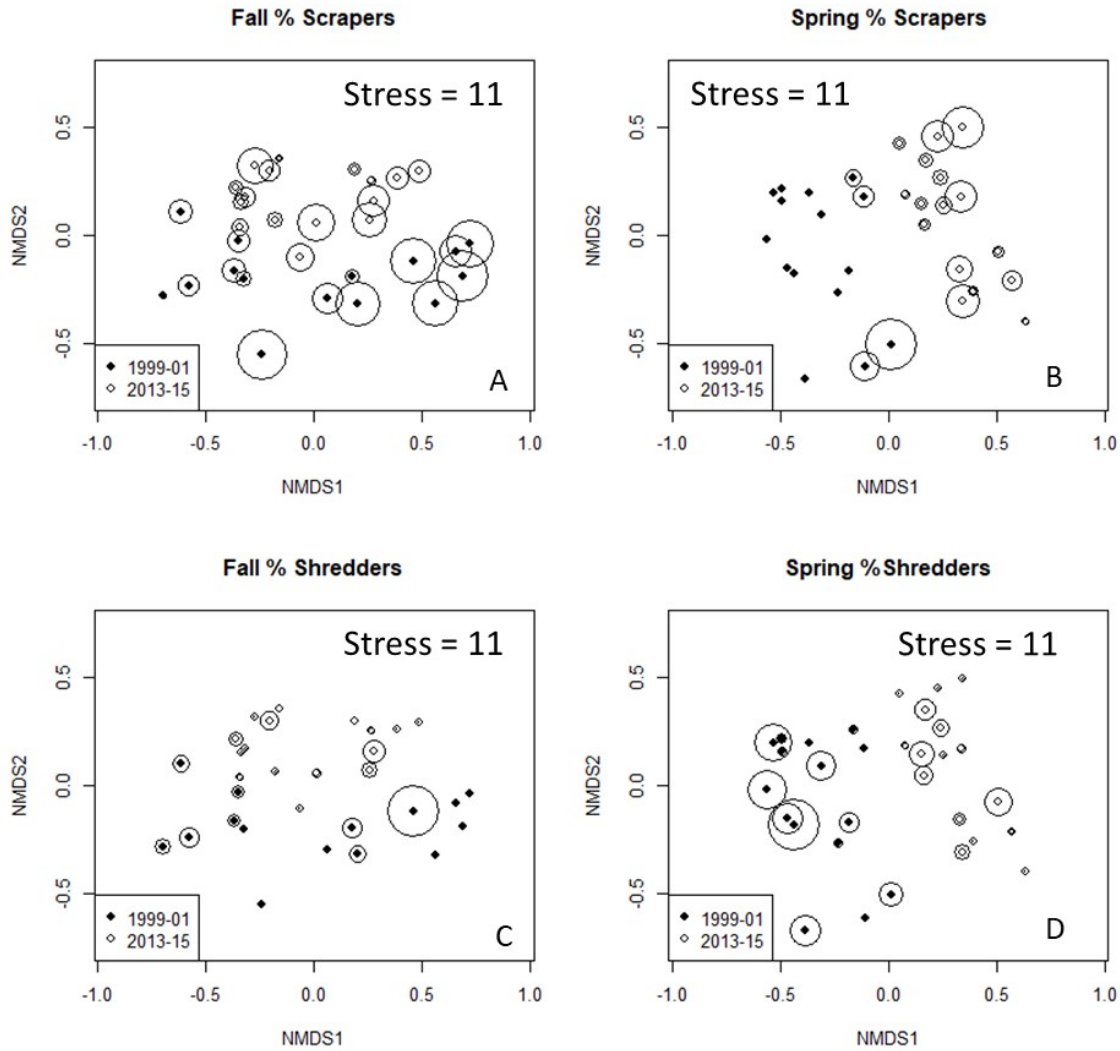 Fall % Scrapers
Stress = 11
NMDS2
0.5
0.0
-0.5
1999-01
2013-15
A
-1.0 -0.5 0.0 0.5 1.0
NMDS1
Spring % Scrapers
Stress = 11
NMDS2
0.5
0.0
-0.5
1999-01
2013-15
B
-1.0 -0.5 0.0 0.5 1.0
NMDS1
Fall % Shredders
Stress = 11
NMDS2
0.5
0.0
-0.5
1999-01
2013-15
C
-1.0 -0.5 0.0 0.5 1.0
NMDS1
Spring %Shredders
Stress = 11
NMDS2
0.5
0.0
-0.5
1999-01
2013-15
D
-1.0 -0.5 0.0 0.5 1.0
NMDS1